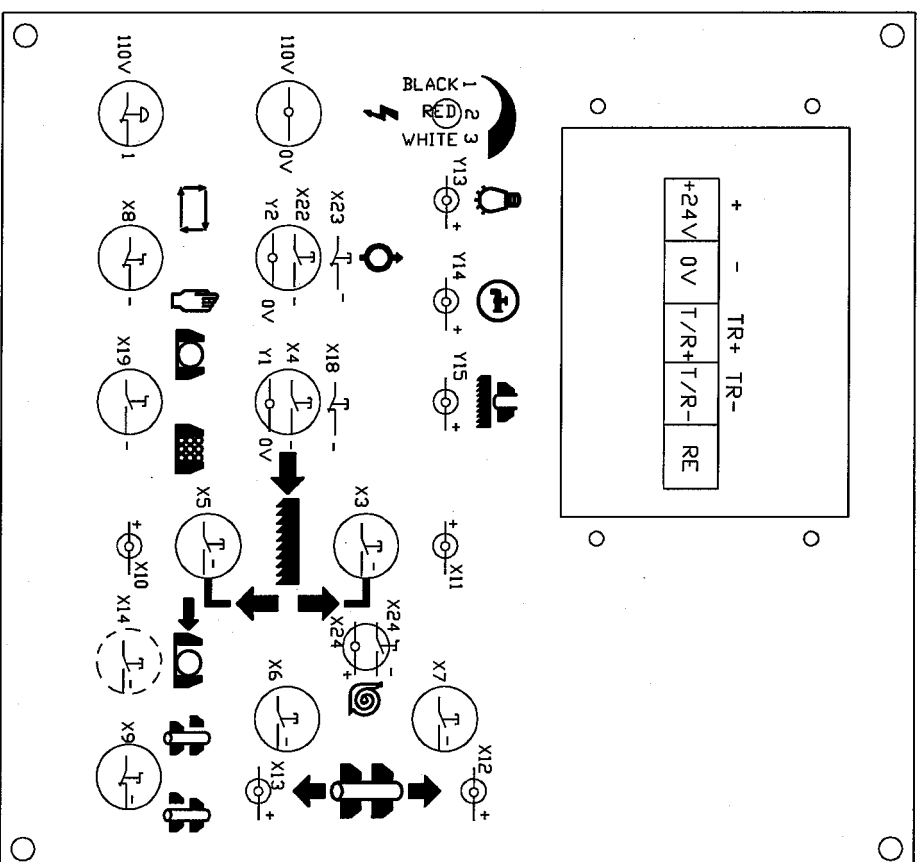 110V
1
110V
0V
BLACK 1
RED 2
WHITE 3
Y13
+
X8
-
Y2
X22
X23
0V
-
-
Y14
+
X19
-
Y1
X4
X18
0V
-
-
Y15
+
+24V
0V
T/R+
T/R-
RE
+
-
TR+
TR-
X5
-
X3
-
+
X10
+
X11
X14
-
X24
X24
+
-
X6
-
X7
-
X9
-
X13
+
X12
+